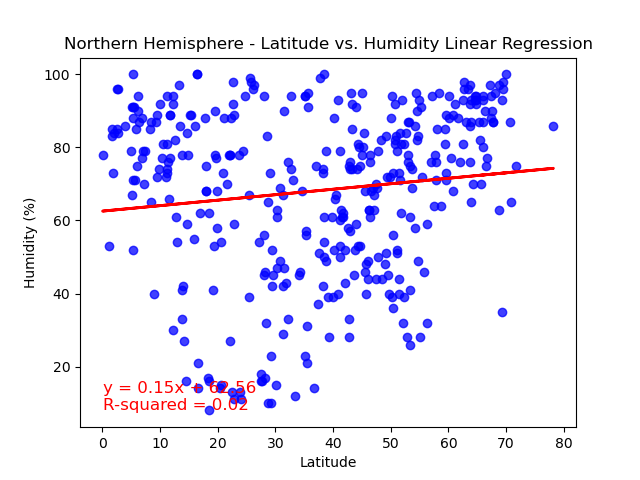 Northern Hemisphere - Latitude vs. Humidity Linear Regression
100
80
60
40
20
Humidity (%)
y = 0.15x + 62.56
R-squared = 0.02
0 10 20 30 40 50 60 70 80
Latitude